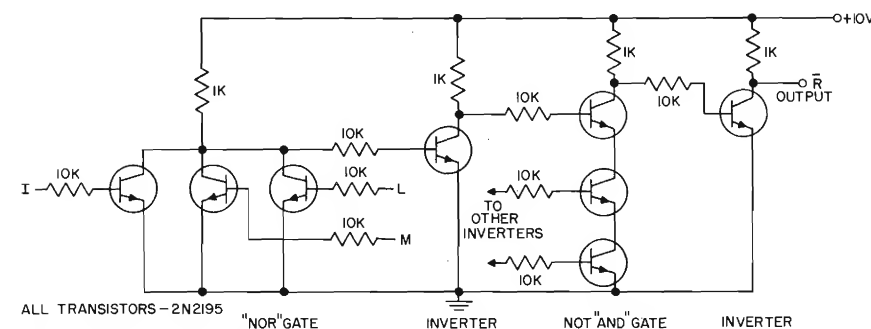 +10V
1K
1K
1K
1K
10K
R̄
OUTPUT
10K
10K
10K
I
10K
10K
L
10K
TO
OTHER
INVERTERS
10K
M
10K
ALL TRANSISTORS-2N2195
"NOR" GATE
INVERTER
NOT "AND" GATE
INVERTER